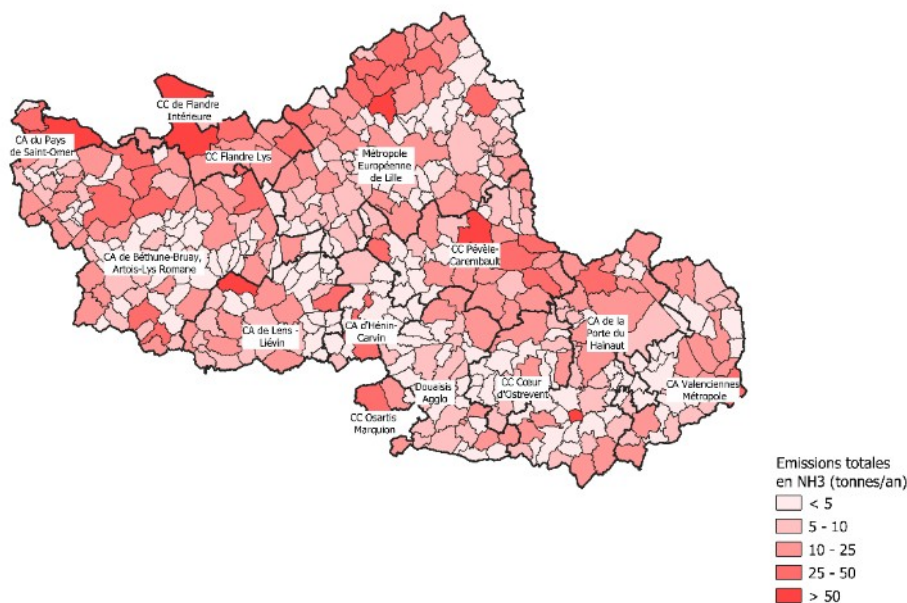 CC de Flandre
Intérieure
CA du Pays
de Saint-Omer
CC Flandre Lys
Métropole
Européenne
de Lille
CC Pévèle-
Carembault
CA de Béthune-Bruay,
Artois-Lys Romane
CA de Lens -
Liévin
CA d'Hénin-
Carvin
CA de la
Porte du
Hainaut
Douaisis
Agglo
CC Cœur
d'Ostrevent
CA Valenciennes
Métropole
CC Osartis
Marquion
Emissions totales
en NH3 (tonnes/an)
< 5
5 - 10
10 - 25
25 - 50
> 50